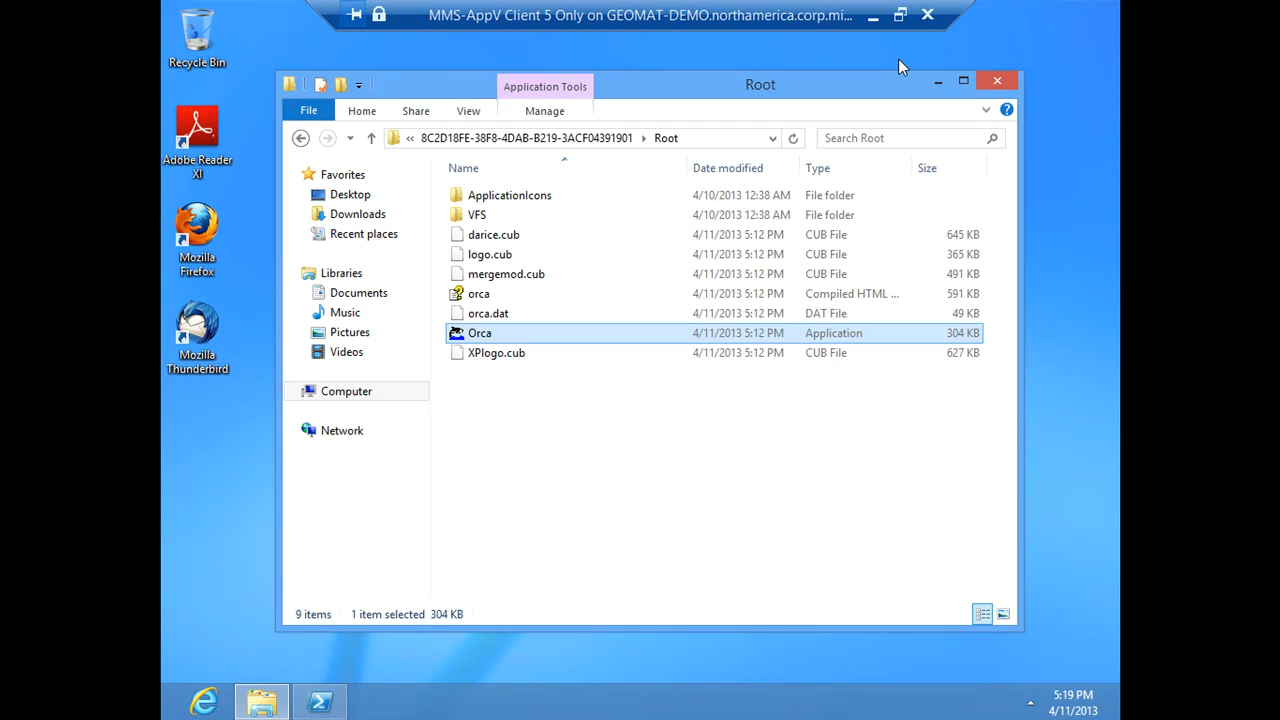 MMS-AppV Client 5 Only on GEOMAT-DEMO.northamerica.corp.mi...
Recycle Bin
Adobe Reader
XI
Mozilla
Firefox
Mozilla
Thunderbird
Application Tools
Root
File
Home
Share
View
Manage
« 8C2D18FE-38F8-4DAB-B219-3ACF04391901 Root
Search Root
Favorites
Desktop
Downloads
Recent places
Libraries
Documents
Music
Pictures
Videos
Computer
Network
Name Date modified Type Size
ApplicationIcons 4/10/2013 12:38 AM File folder
VFS 4/10/2013 12:38 AM File folder
darice.cub 4/11/2013 5:12 PM CUB File 645 KB
logo.cub 4/11/2013 5:12 PM CUB File 365 KB
mergemod.cub 4/11/2013 5:12 PM CUB File 491 KB
orca 4/11/2013 5:12 PM Compiled HTML ... 591 KB
orca.dat 4/11/2013 5:12 PM DAT File 49 KB
Orca 4/11/2013 5:12 PM Application 304 KB
XPlogo.cub 4/11/2013 5:12 PM CUB File 627 KB
9 items 1 item selected 304 KB
5:19 PM
4/11/2013